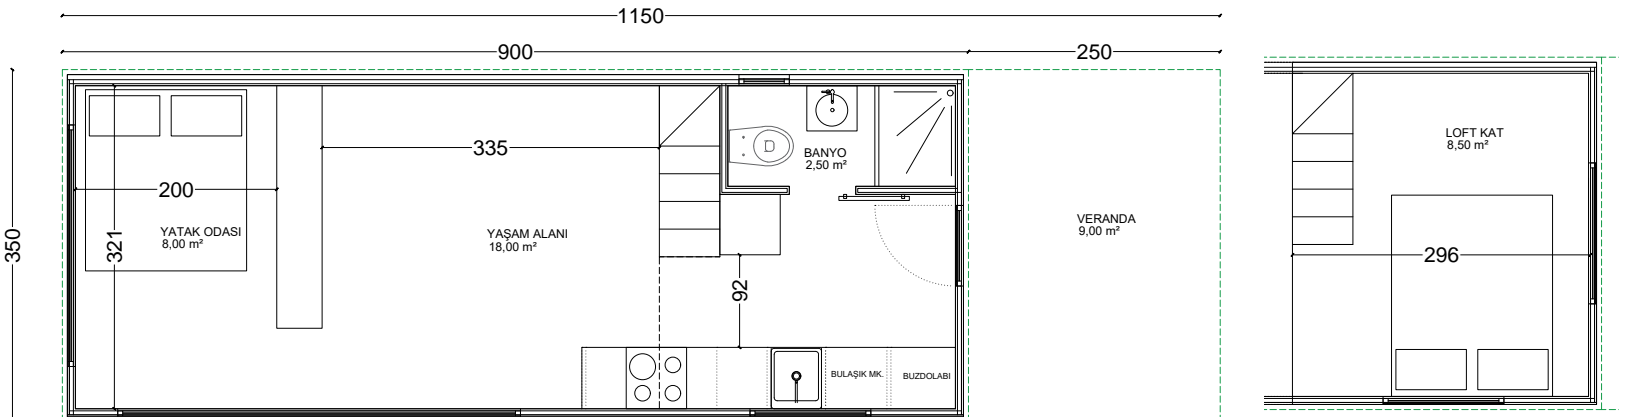 1150
900
250
350
321
200
YATAK ODASI
8,00 m²
335
YAŞAM ALANI
18,00 m²
BANYO
2,50 m²
92
BULAŞIK MK.
BUZDOLABI
VERANDA
9,00 m²
LOFT KAT
8,50 m²
296